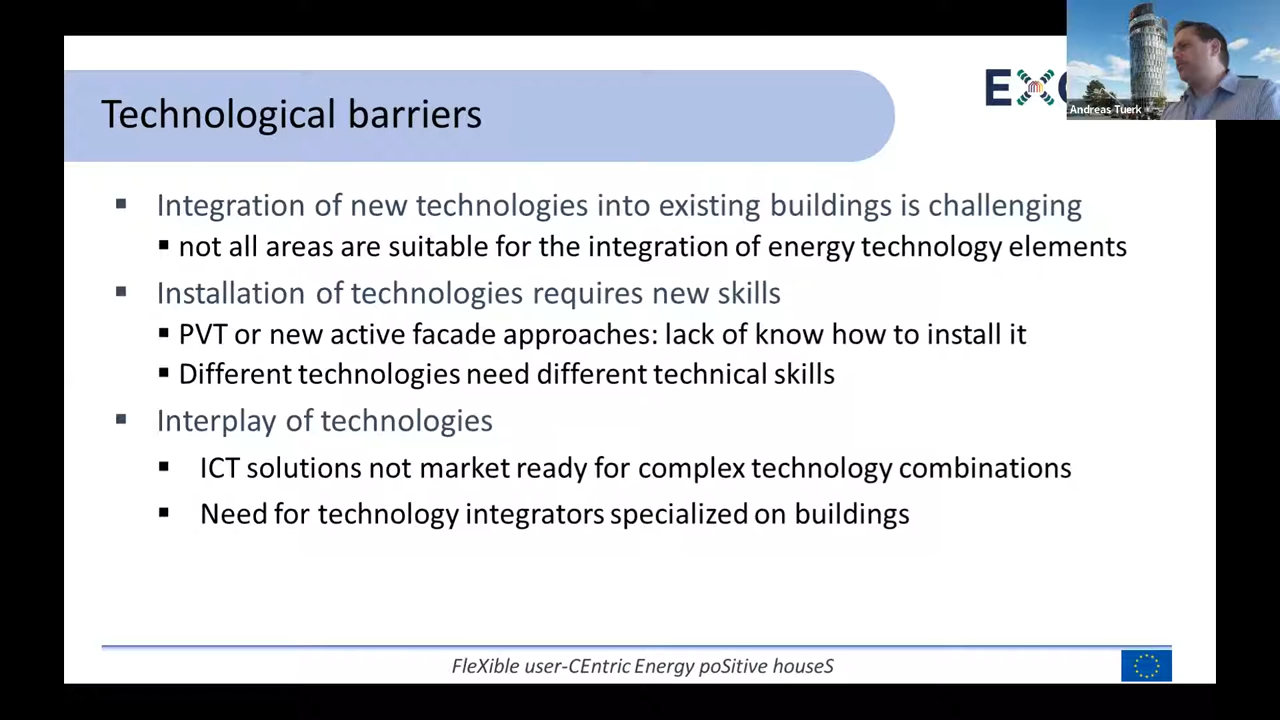 Technological barriers
Andreas Tuerk
▪ Integration of new technologies into existing buildings is challenging
▪ not all areas are suitable for the integration of energy technology elements
▪ Installation of technologies requires new skills
▪ PVT or new active facade approaches: lack of know how to install it
▪ Different technologies need different technical skills
▪ Interplay of technologies
▪ ICT solutions not market ready for complex technology combinations
▪ Need for technology integrators specialized on buildings
FleXible user-CEntric Energy poSitive houseS